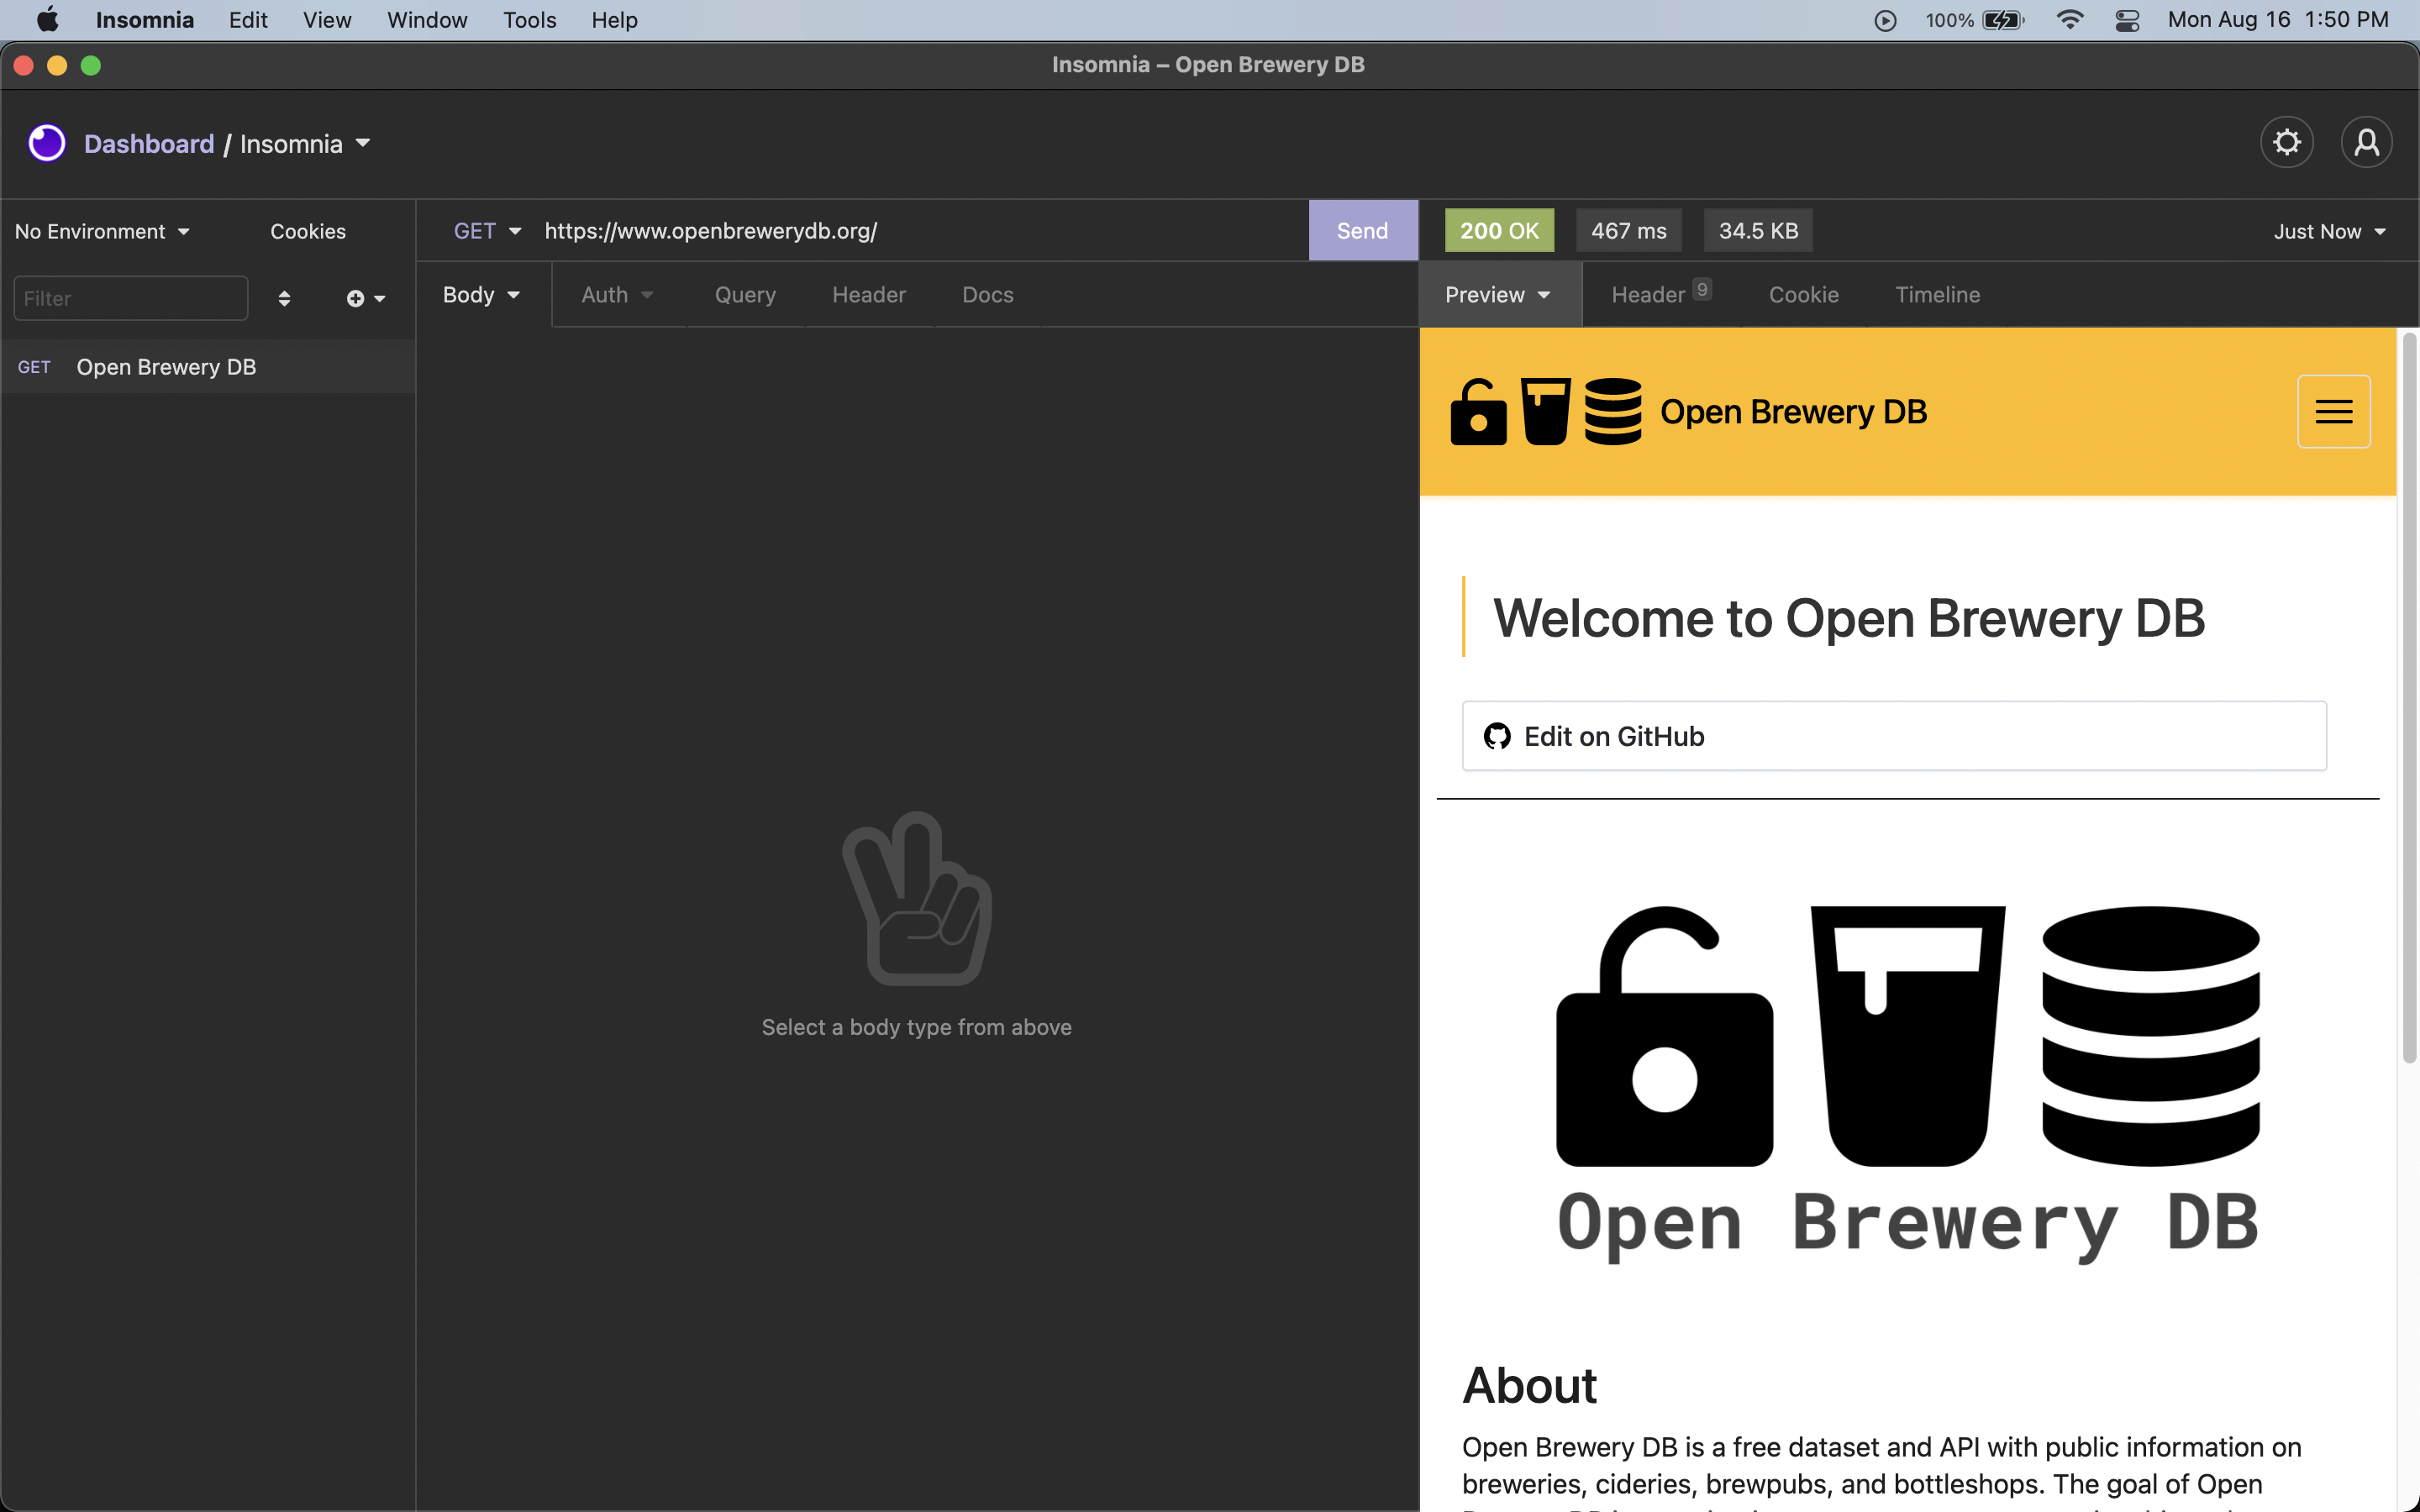 Insomnia Edit View Window Tools Help 100% Mon Aug 16 1:50 PM
Insomnia – Open Brewery DB
Dashboard / Insomnia
No Environment Cookies GET https://www.openbrewerydb.org/ Send 200 OK 467 ms 34.5 KB Just Now
Filter Body Auth Query Header Docs Preview Header 9 Cookie Timeline
GET Open Brewery DB
Open Brewery DB
Welcome to Open Brewery DB
Edit on GitHub
Select a body type from above
Open Brewery DB
About
Open Brewery DB is a free dataset and API with public information on
breweries, cideries, brewpubs, and bottleshops. The goal of Open